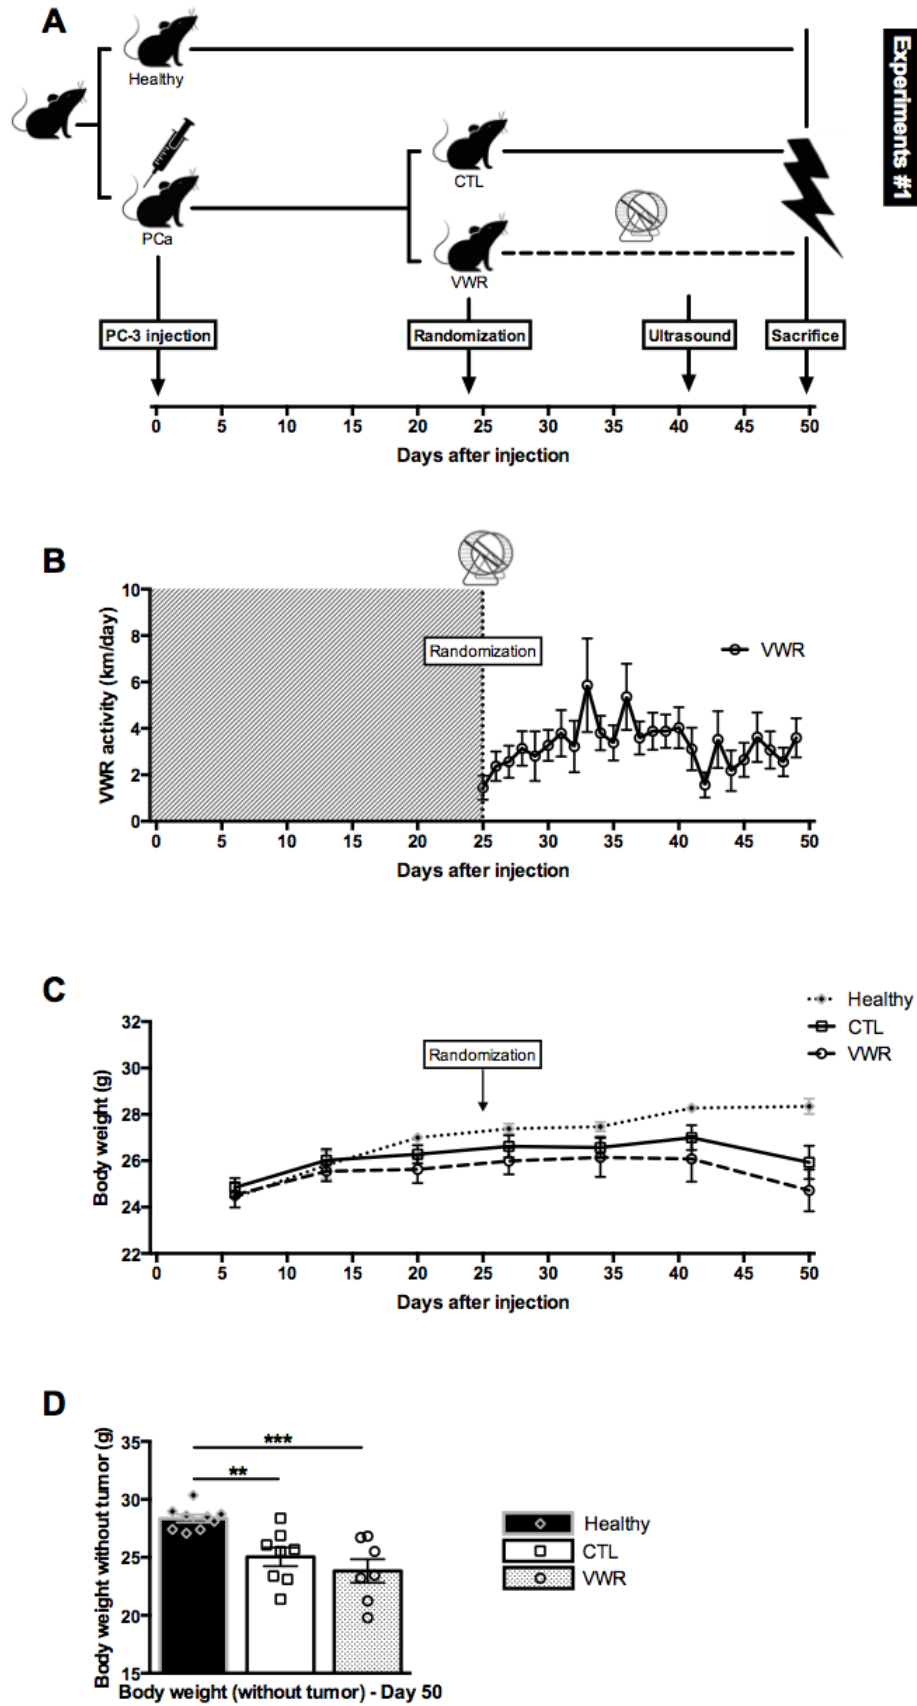 A
Experiments #1
Healthy
PCa
CTL
VWR
PC-3 injection
Randomization
Ultrasound
Sacrifice
0 5 10 15 20 25 30 35 40 45 50
Days after injection
B
VWR activity (km/day)
10
8
6
4
2
0
Randomization
VWR
0 5 10 15 20 25 30 35 40 45 50
Days after injection
C
Body weight (g)
32
30
28
26
24
22
Randomization
Healthy
CTL
VWR
0 5 10 15 20 25 30 35 40 45 50
Days after injection
D
Body weight without tumor (g)
35
30
25
20
15
***
**
Healthy
CTL
VWR
Body weight (without tumor) - Day 50